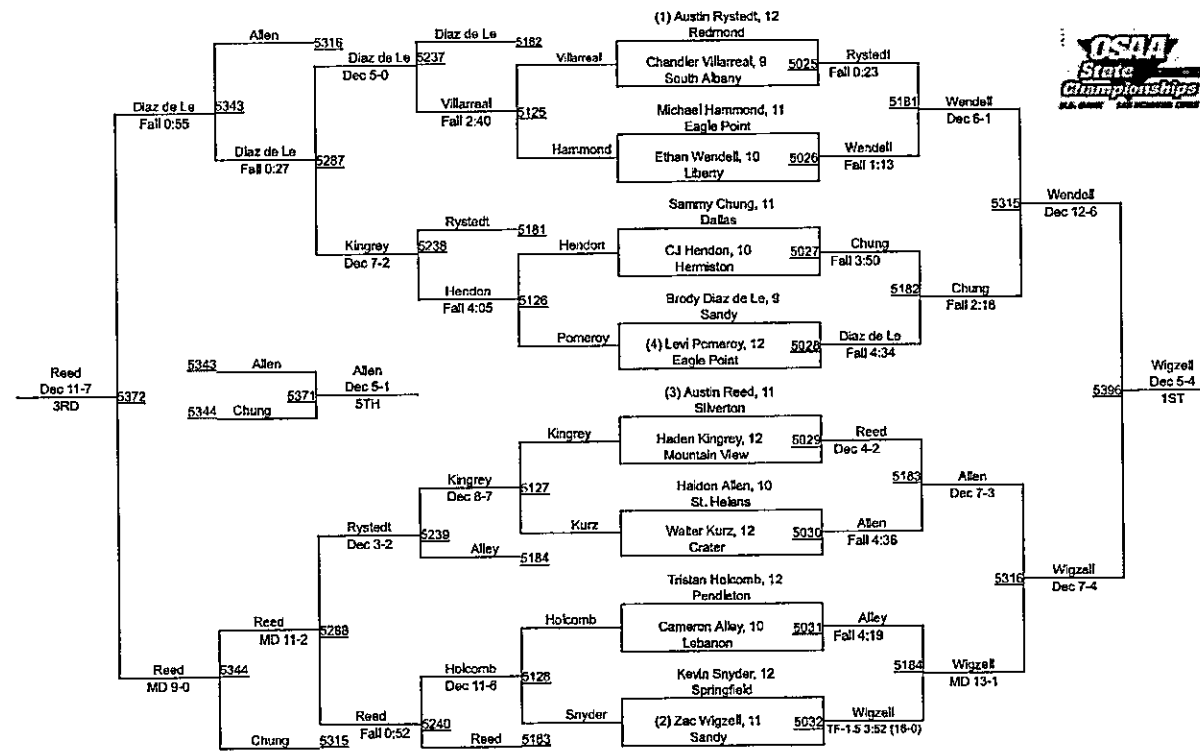 OSAA
State
Championships
(1) Austin Rystedt, 12
Redmond
Chandler Villarreal, 9
South Albany
5025
Rystedt
Fall 0:23
Michael Hammond, 11
Eagle Point
Ethan Wendell, 10
Liberty
5026
Wendell
Fall 1:13
Sammy Chung, 11
Dallas
CJ Hendon, 10
Hermiston
5027
Chung
Fall 3:50
Brody Diaz de Le, 9
Sandy
(4) Levi Pomeroy, 12
Eagle Point
5028
Diaz de Le
Fall 4:34
(3) Austin Reed, 11
Silverton
Haden Kingrey, 12
Mountain View
5029
Reed
Dec 4-2
Haidon Allen, 10
St. Helens
Walter Kurz, 12
Crater
5030
Allen
Fall 4:36
Tristan Holcomb, 12
Pendleton
Cameron Alley, 10
Lebanon
5031
Alley
Fall 4:19
Kevin Snyder, 12
Springfield
(2) Zac Wigzell, 11
Sandy
5032
Wigzell
TF-1.5 3:52 (16-0)
5181
Wendell
Dec 6-1
5182
Chung
Fall 2:18
5183
Allen
Dec 7-3
5184
Wigzell
MD 13-1
5315
Wendell
Dec 12-6
5316
Wigzell
Dec 7-4
5396
Wigzell
Dec 5-4
1ST
Villarreal
5125
Hammond
Villarreal
Fall 2:40
Diaz de Le
5182
5237
Diaz de Le
Dec 5-0
Hendon
5126
Pomeroy
Hendon
Fall 4:05
Rystedt
5181
5238
Kingrey
Dec 7-2
5287
Diaz de Le
Fall 0:27
Allen
5316
5343
Diaz de Le
Fall 0:55
Kingrey
5127
Kurz
Kingrey
Dec 8-7
Alley
5184
5239
Rystedt
Dec 3-2
Holcomb
5128
Snyder
Holcomb
Dec 11-6
Reed
5183
5240
Reed
Fall 0:52
5288
Reed
MD 11-2
Chung
5315
5344
Reed
MD 9-0
5372
Reed
Dec 11-7
3RD
5343
Allen
5344
Chung
5371
Allen
Dec 5-1
5TH